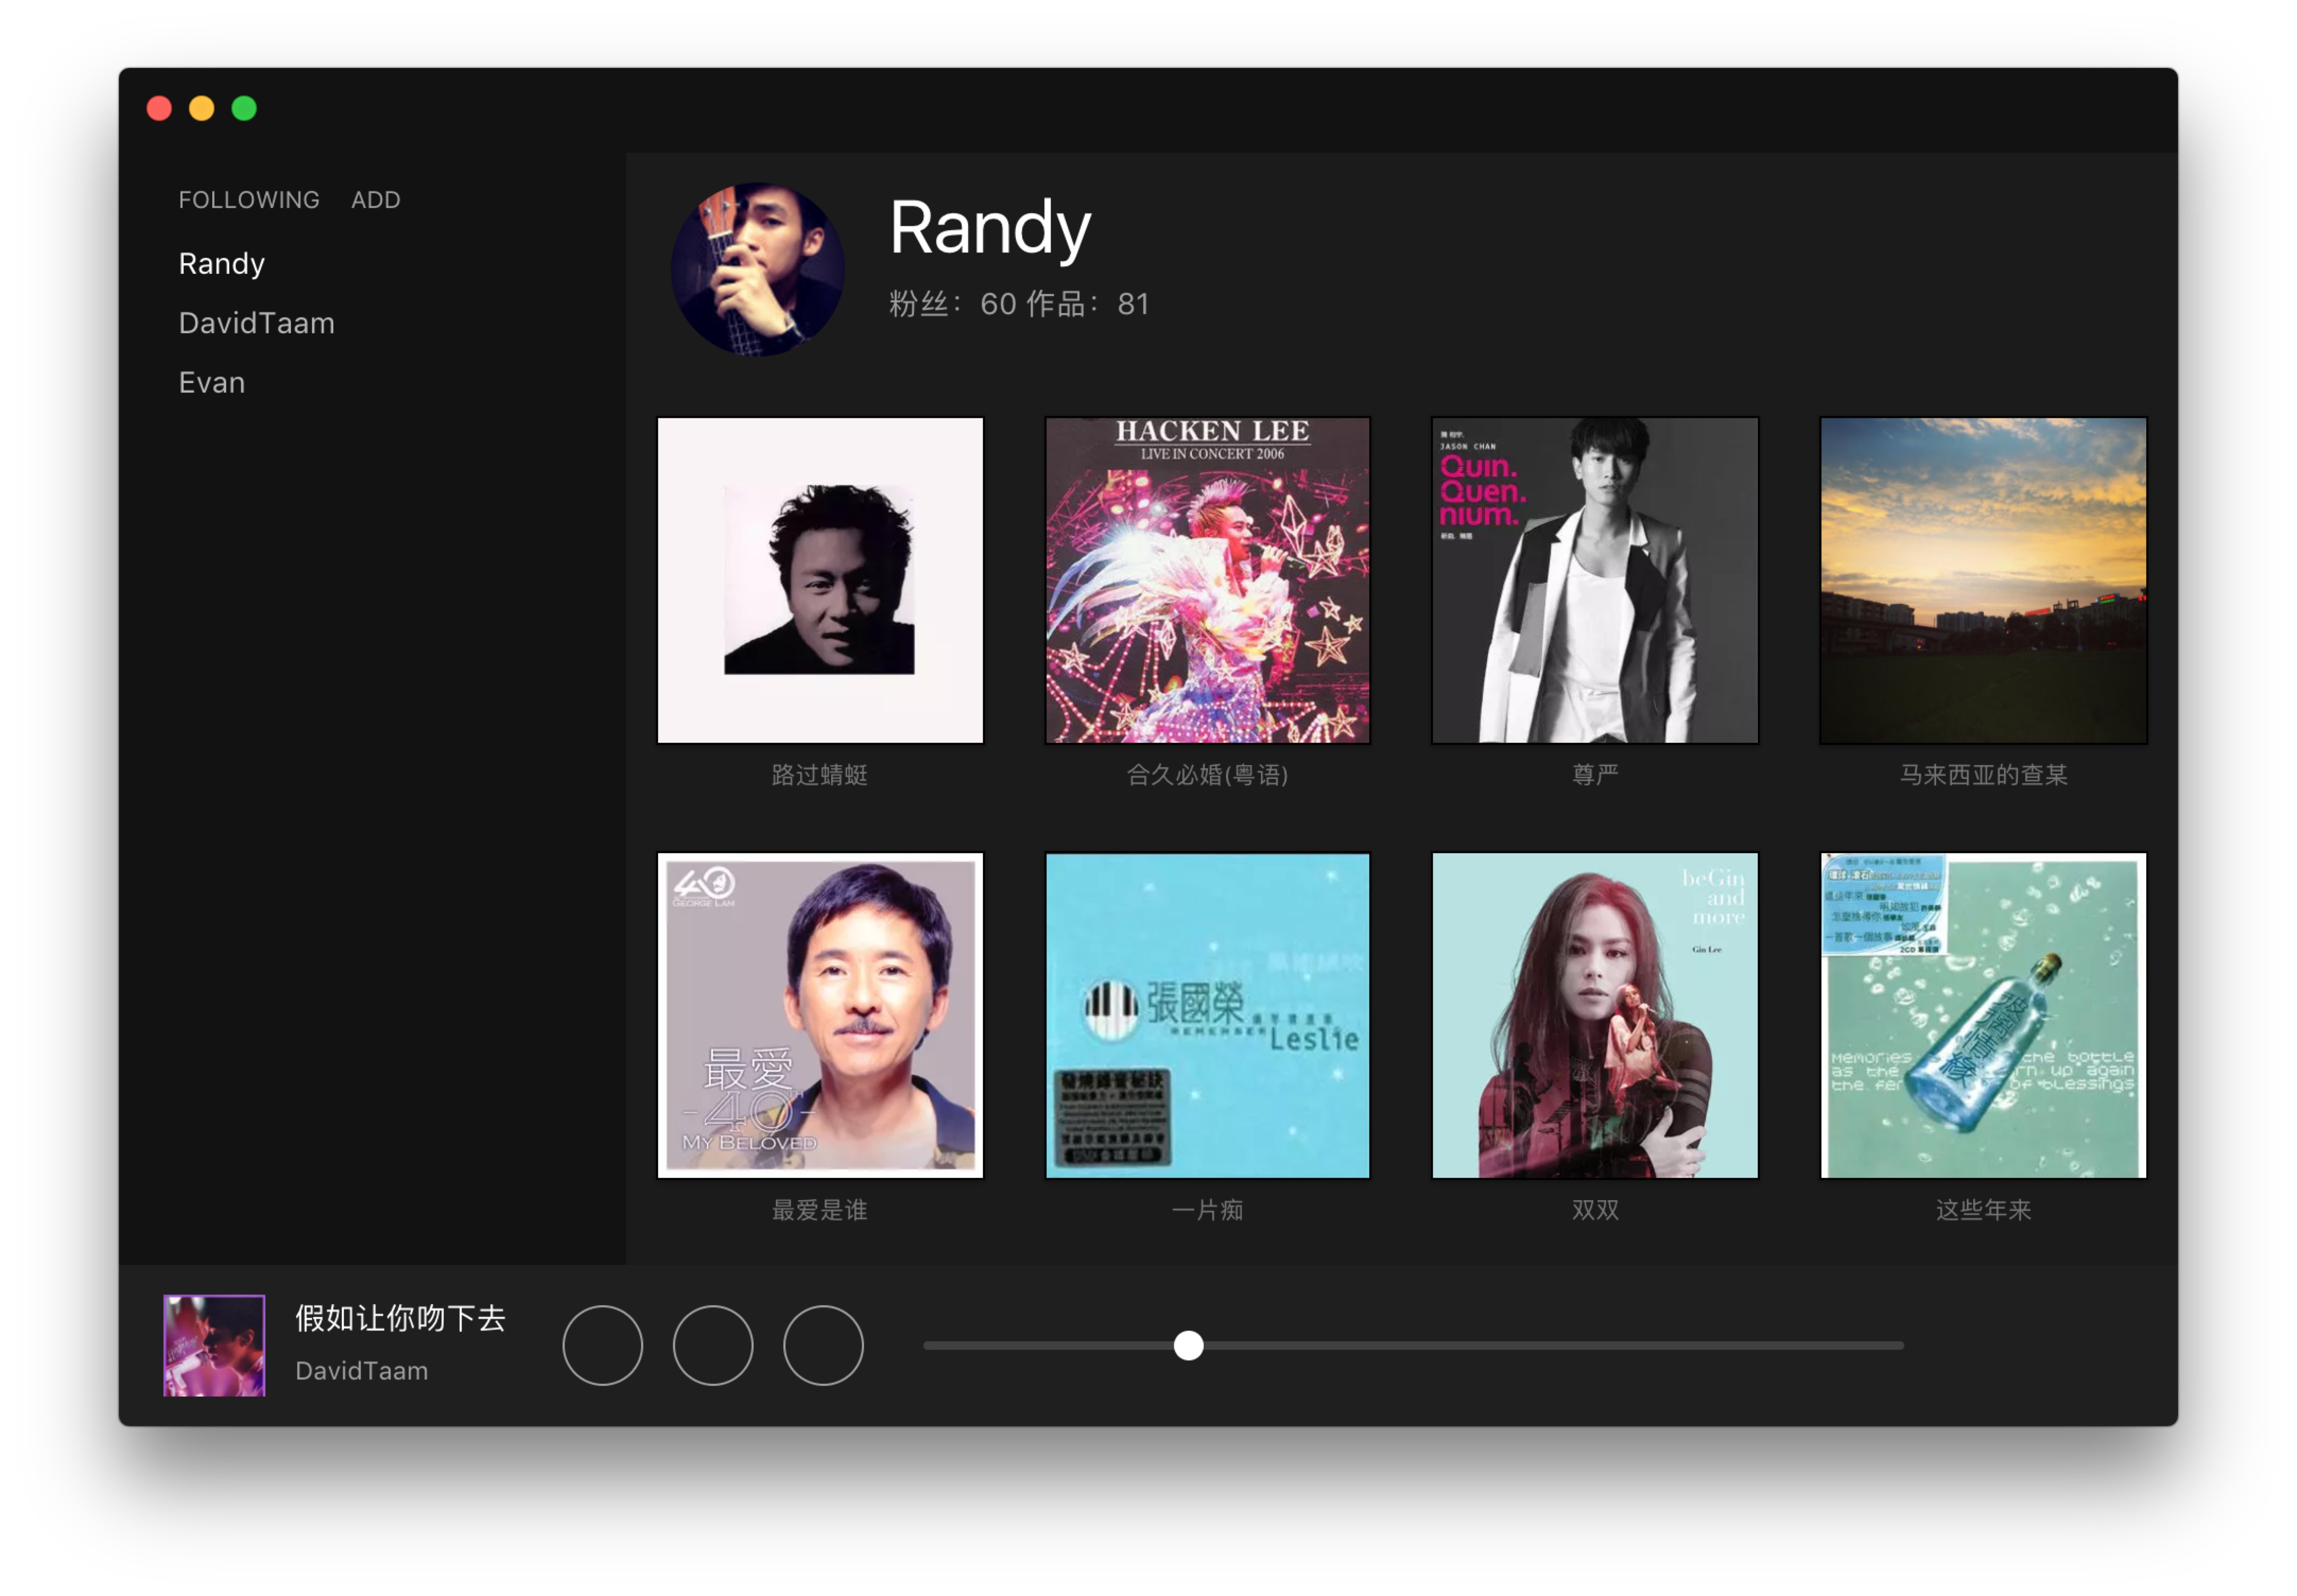 FOLLOWING ADD
Randy
DavidTaam
Evan
Randy
粉丝：60 作品：81
HACKEN LEE
LIVE IN CONCERT 2006
JASON CHAN
Quin.
Quen.
nium.
路过蜻蜓
合久必婚(粤语)
尊严
马来西亚的查某
40
GEORGE LAM
最愛
40
MY BELOVED
張國榮
REMEMBER
Leslie
beGin
and
more
Gin Lee
Memories the bottle
as the rn up again
the fer of blessings
最爱是谁
一片痴
双双
这些年来
假如让你吻下去
DavidTaam